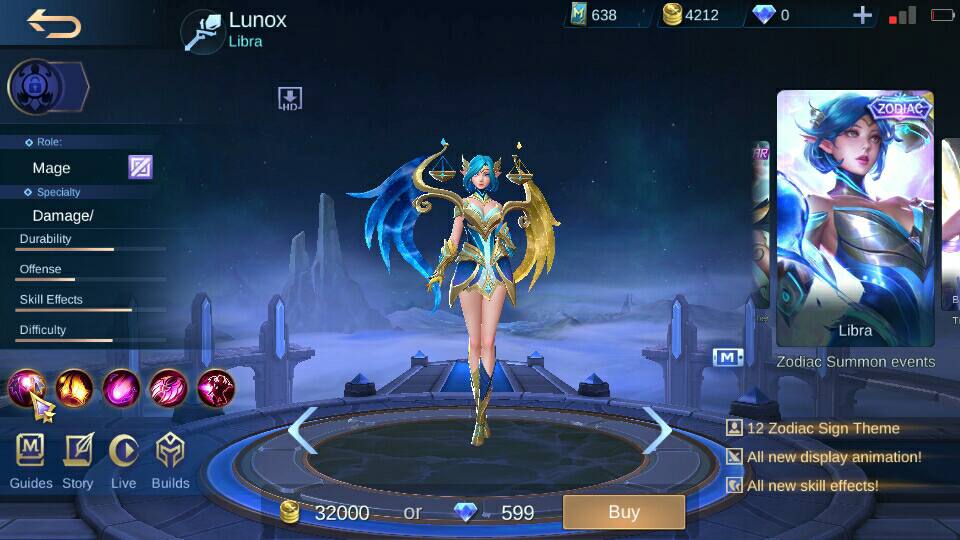 Lunox
Libra
638
4212
0
HD
Role:
Mage
Specialty
Damage/
Durability
Offense
Skill Effects
Difficulty
M
Guides
Story
Live
Builds
ZODIAC
Libra
M
Zodiac Summon events
12 Zodiac Sign Theme
All new display animation!
All new skill effects!
32000 or 599
Buy